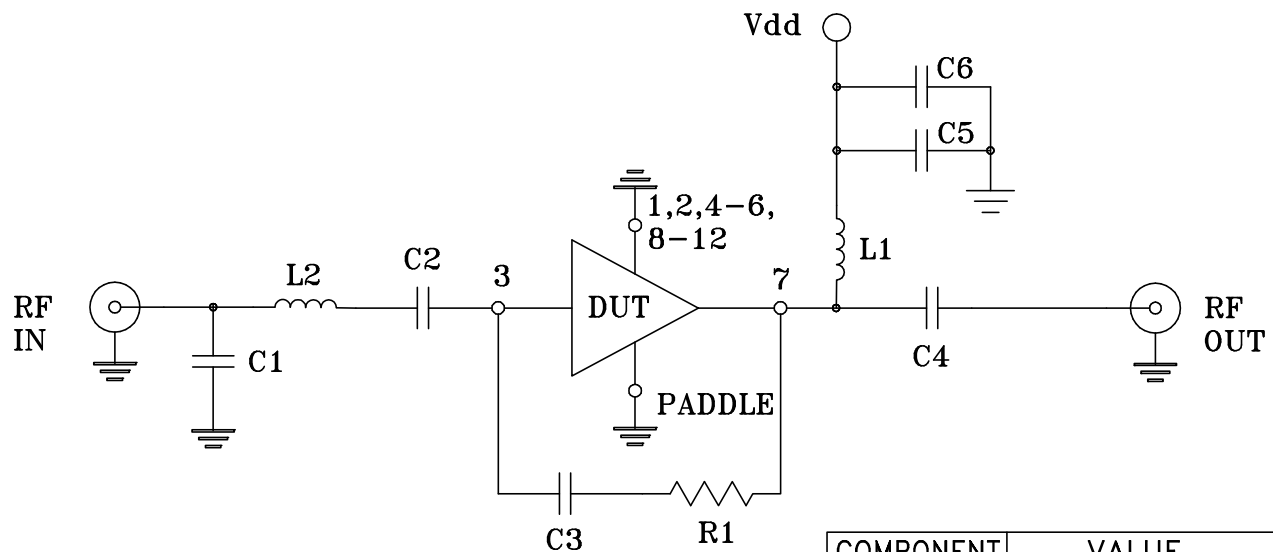 Vdd
C6
C5
1,2,4-6,
8-12
L1
C2
L2
3
7
RF
IN
DUT
RF
OUT
C1
C4
PADDLE
C3
R1
COMPONENT VALUE